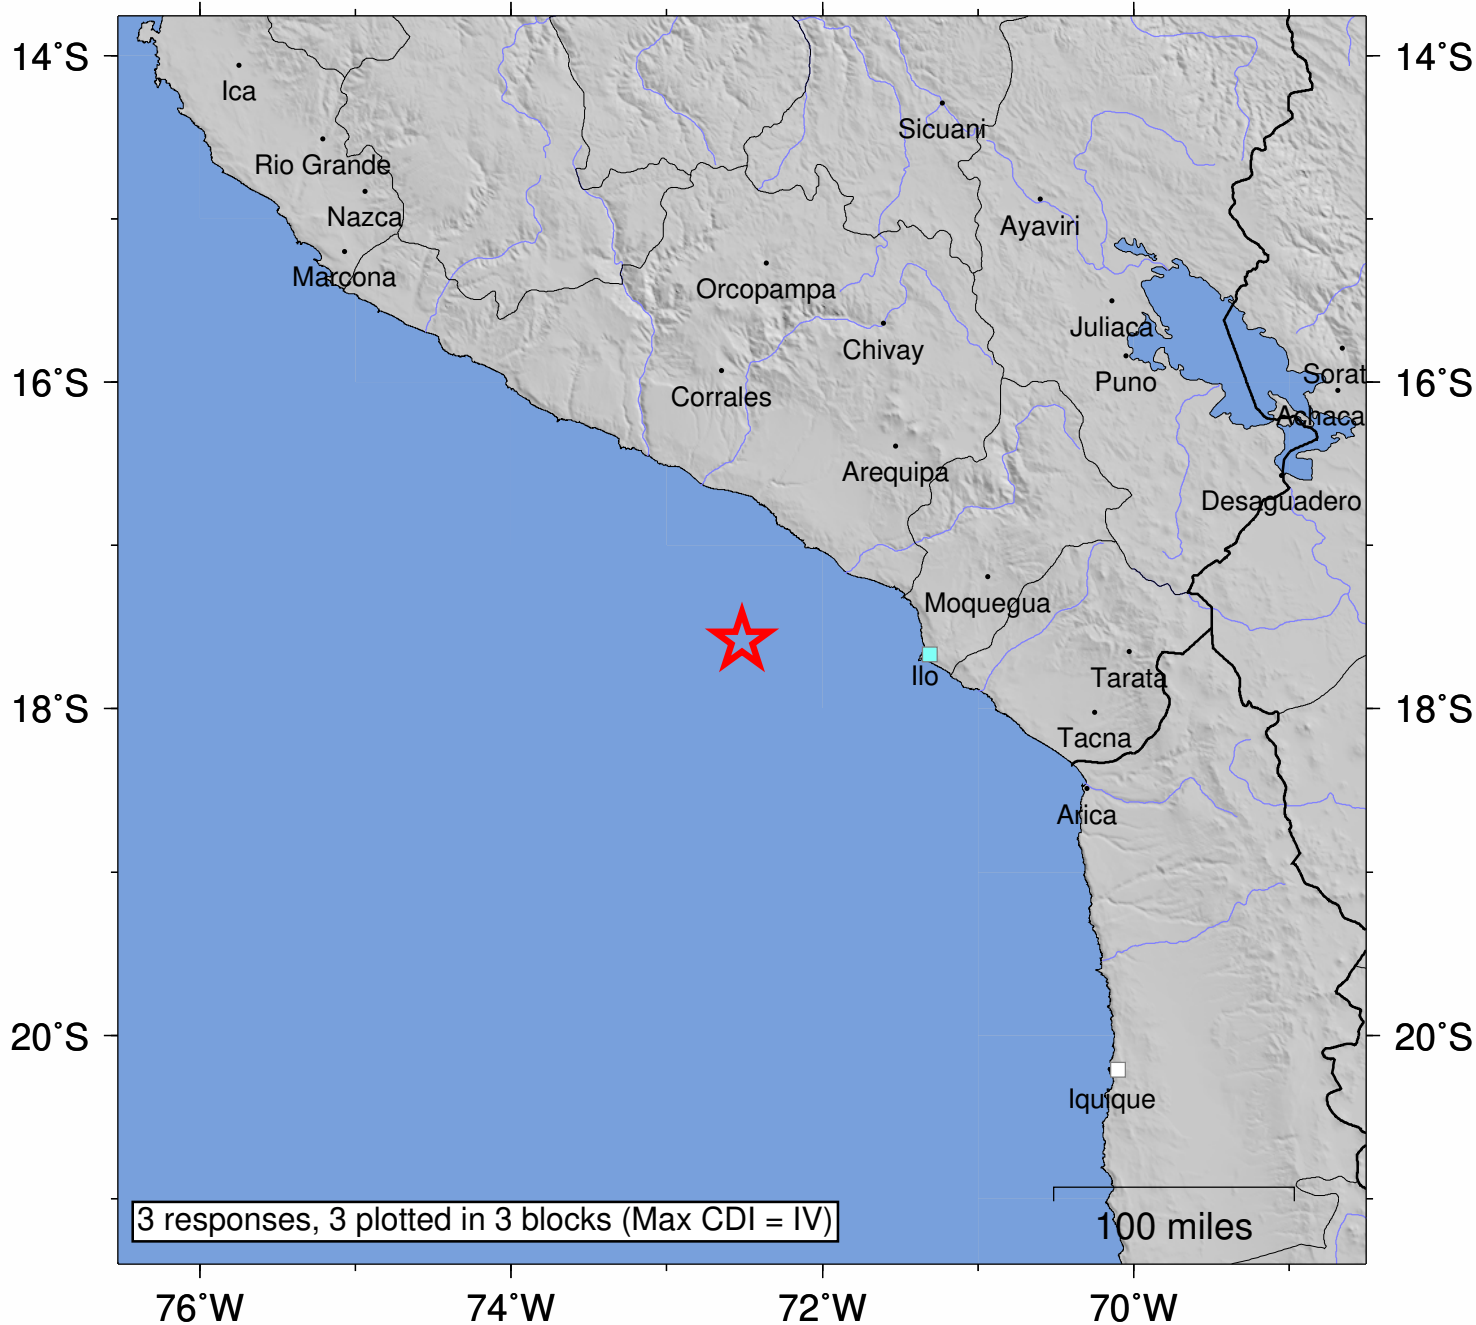 14°S
14°S
Ica
Sicuani
Rio Grande
Nazca
Ayaviri
Marcona
Orcopampa
Juliaca
Chivay
16°S
Puno
Sorat
16°S
Corrales
Achaca
Arequipa
Desaguadero
Moquegua
Ilo
Tarata
18°S
18°S
Tacna
Arica
20°S
20°S
Iquique
3 responses, 3 plotted in 3 blocks (Max CDI = IV)
100 miles
76°W
74°W
72°W
70°W